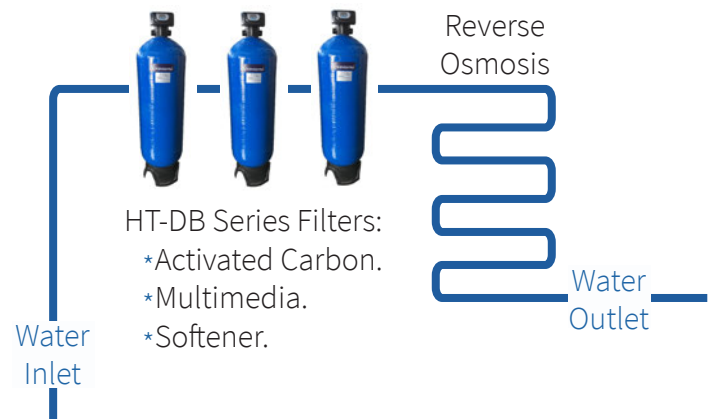 Reverse
Osmosis
HT-DB Series Filters:
*Activated Carbon.
*Multimedia.
*Softener.
Water
Inlet
Water
Outlet